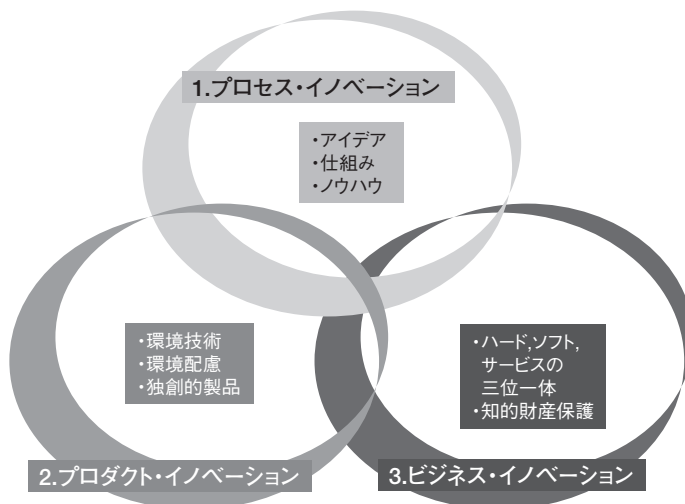 1.プロセス・イノベーション
・アイデア
・仕組み
・ノウハウ
・環境技術
・環境配慮
・独創的製品
2.プロダクト・イノベーション
・ハード,ソフト,
サービスの
三位一体
・知的財産保護
3.ビジネス・イノベーション